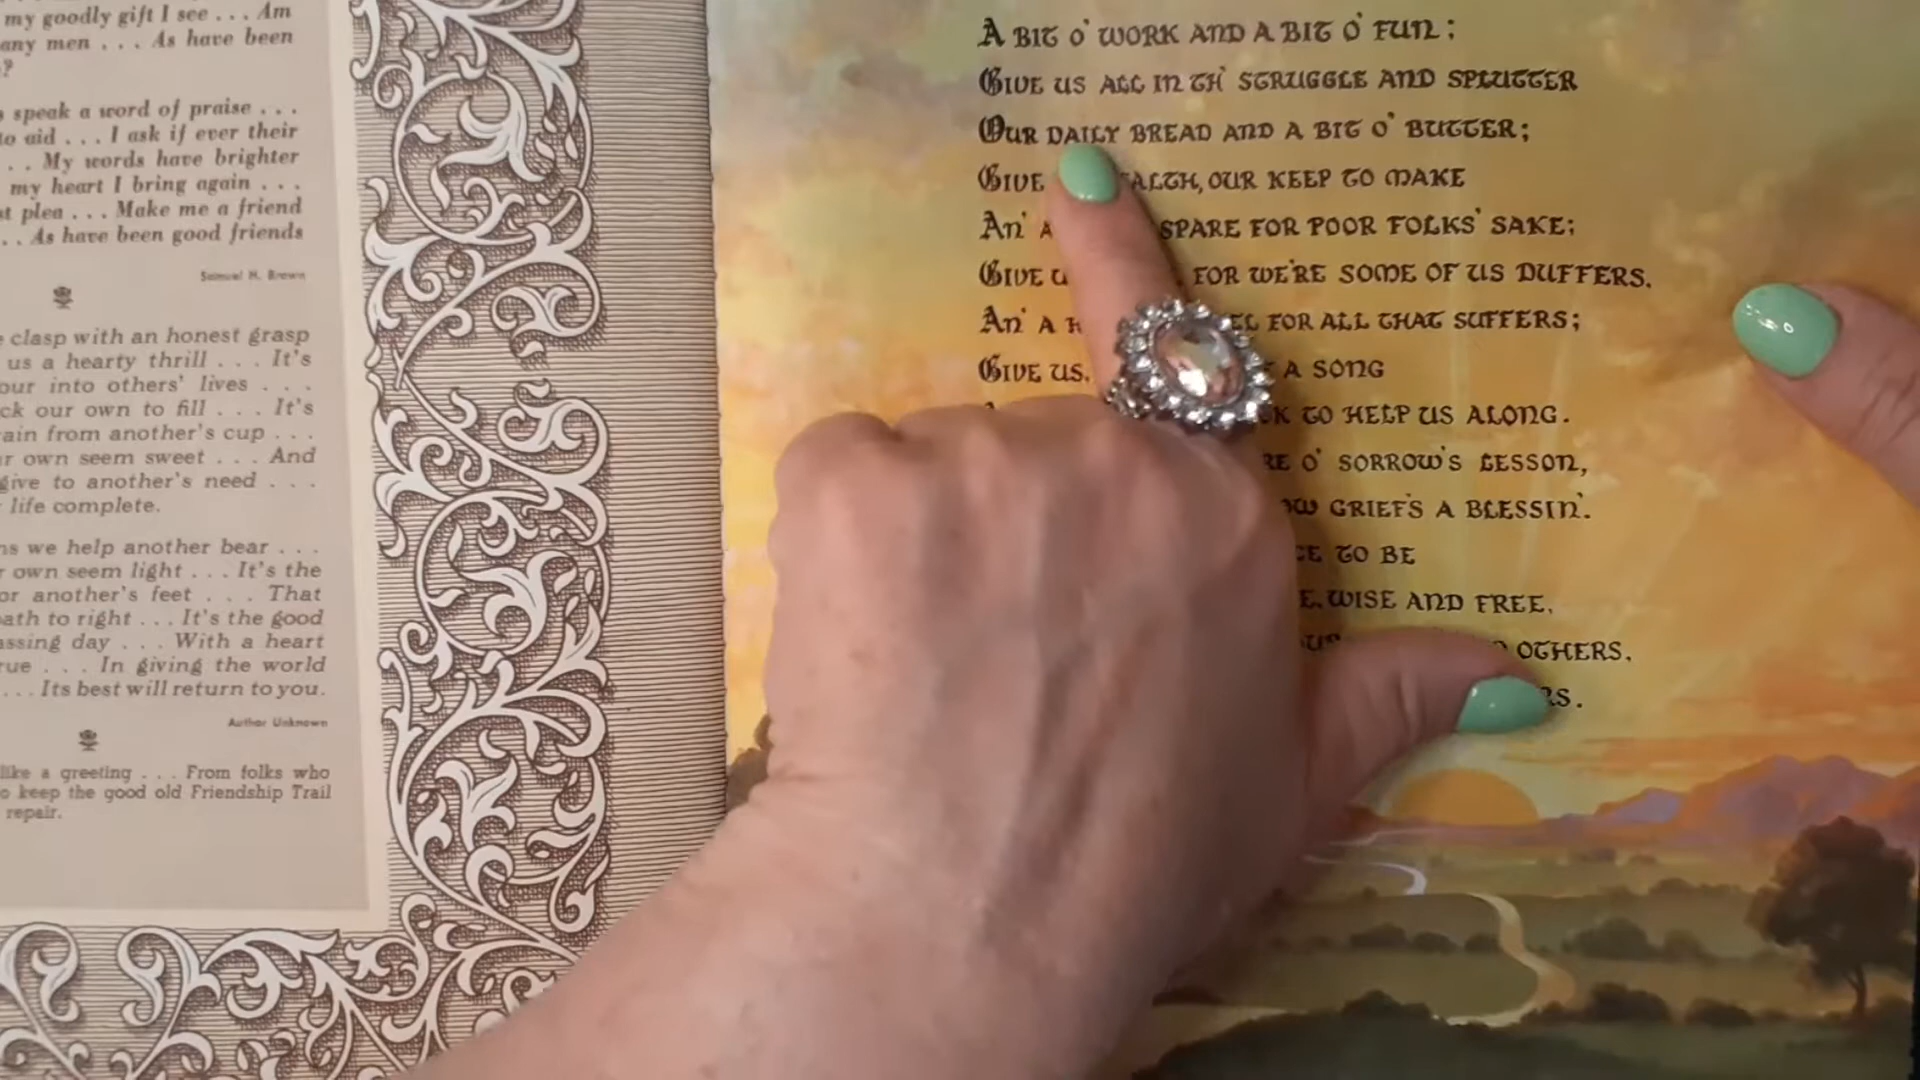 my goodly gift I see . . . Am
any men . . . As have been
?
speak a word of praise . . .
to aid . . . I ask if ever their
. . My words have brighter
my heart I bring again . . .
st plea . . . Make me a friend
. . As have been good friends
Samuel H. Brown
clasp with an honest grasp
us a hearty thrill . . . It's
our into others' lives . . .
ck our own to fill . . . It's
ain from another's cup . . .
r own seem sweet . . . And
give to another's need . . .
life complete.
ns we help another bear . . .
r own seem light . . . It's the
or another's feet . . . That
ath to right . . . It's the good
assing day . . . With a heart
rue . . . In giving the world
. . . Its best will return to you.
Author Unknown
like a greeting . . . From folks who
o keep the good old Friendship Trail
repair.
A BIT O' WORK AND A BIT O' FUN;
GIVE US ALL IN TH' STRUGGLE AND SPLUTTER
OUR DAILY BREAD AND A BIT O' BUTTER;
GIVE ALTH, OUR KEEP TO MAKE
AN' A SPARE FOR POOR FOLKS' SAKE;
GIVE U FOR WE'RE SOME OF US DUFFERS,
AN' A H EL FOR ALL THAT SUFFERS;
GIVE US, A SONG
K TO HELP US ALONG.
RE O' SORROW'S LESSON,
OW GRIEF'S A BLESSIN'.
CE TO BE
E, WISE AND FREE,
OUR OTHERS,
RS.